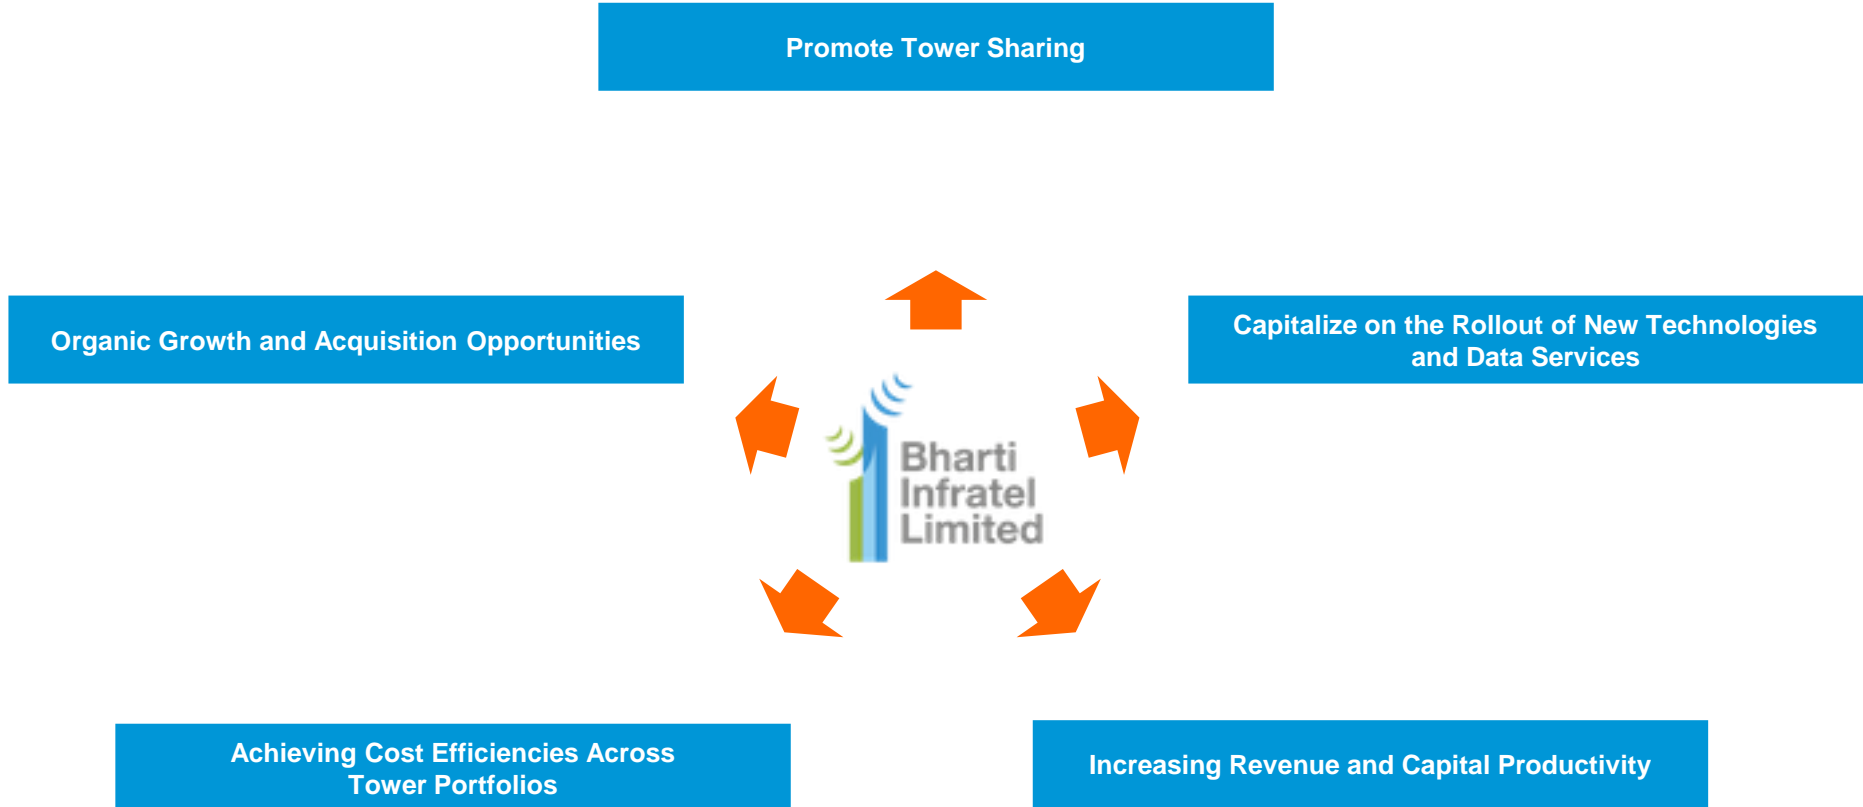 Promote Tower Sharing
Organic Growth and Acquisition Opportunities
Capitalize on the Rollout of New Technologies
and Data Services
Bharti
Infratel
Limited
Achieving Cost Efficiencies Across
Tower Portfolios
Increasing Revenue and Capital Productivity